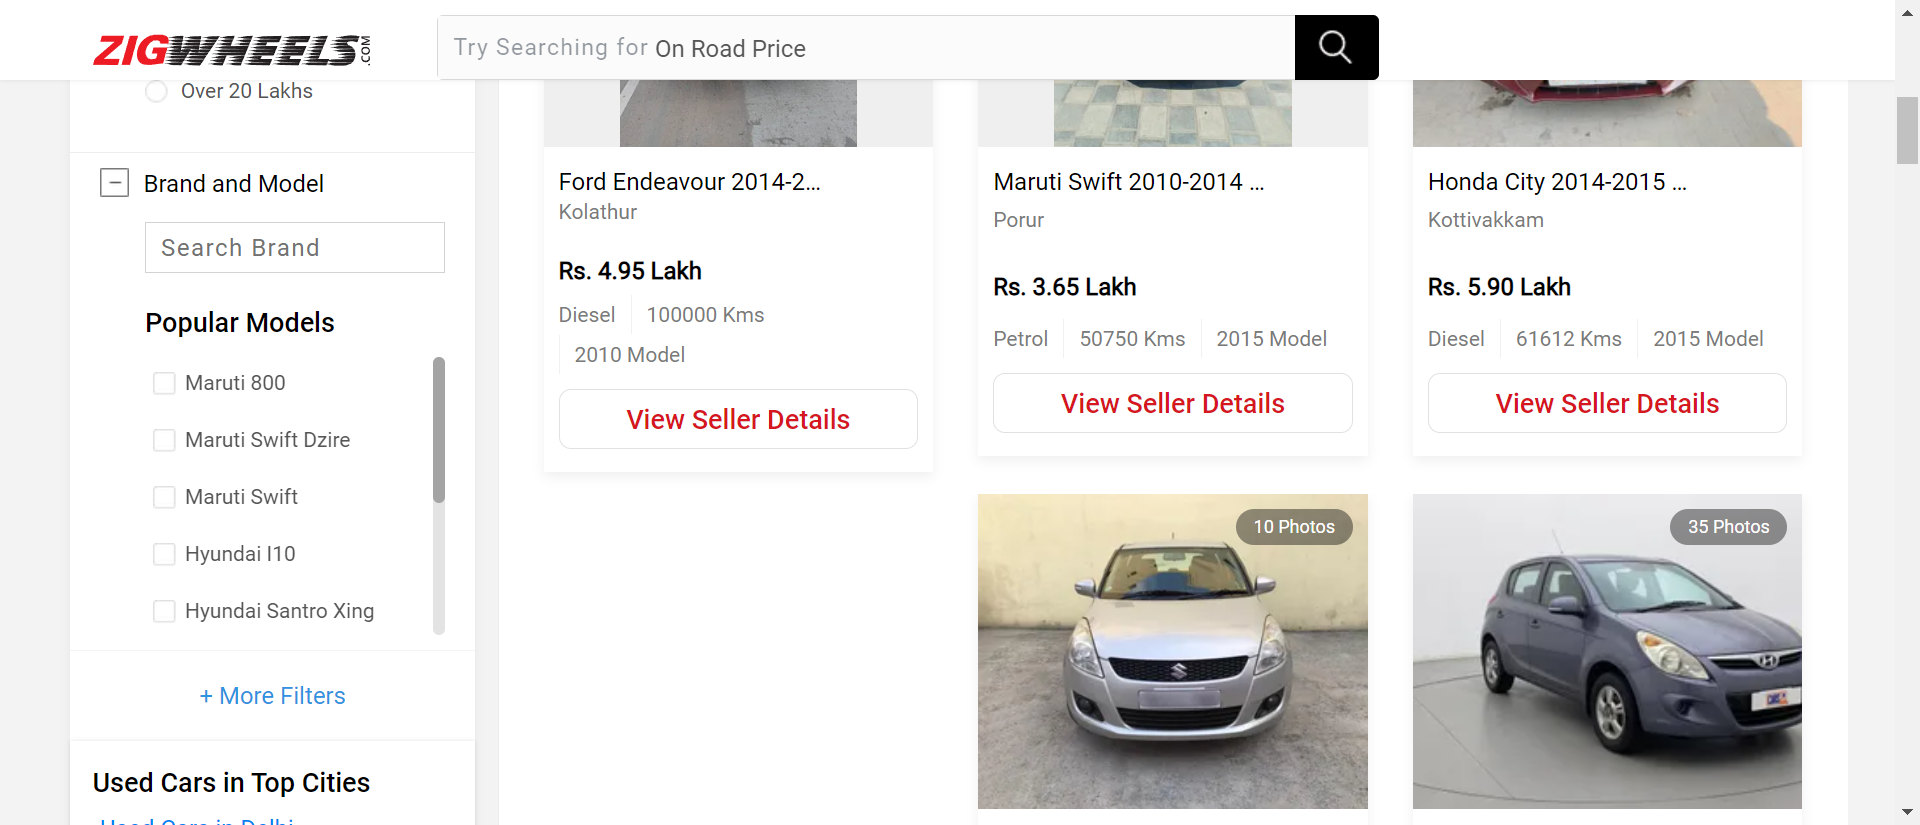 ZIGWHEELS.COM
Try Searching for On Road Price
Over 20 Lakhs
Brand and Model
Search Brand
Popular Models
Maruti 800
Maruti Swift Dzire
Maruti Swift
Hyundai I10
Hyundai Santro Xing
+ More Filters
Used Cars in Top Cities
Used Cars in Delhi
Ford Endeavour 2014-2...
Kolathur
Rs. 4.95 Lakh
Diesel 100000 Kms
2010 Model
View Seller Details
Maruti Swift 2010-2014 ...
Porur
Rs. 3.65 Lakh
Petrol 50750 Kms 2015 Model
View Seller Details
Honda City 2014-2015 ...
Kottivakkam
Rs. 5.90 Lakh
Diesel 61612 Kms 2015 Model
View Seller Details
10 Photos
35 Photos